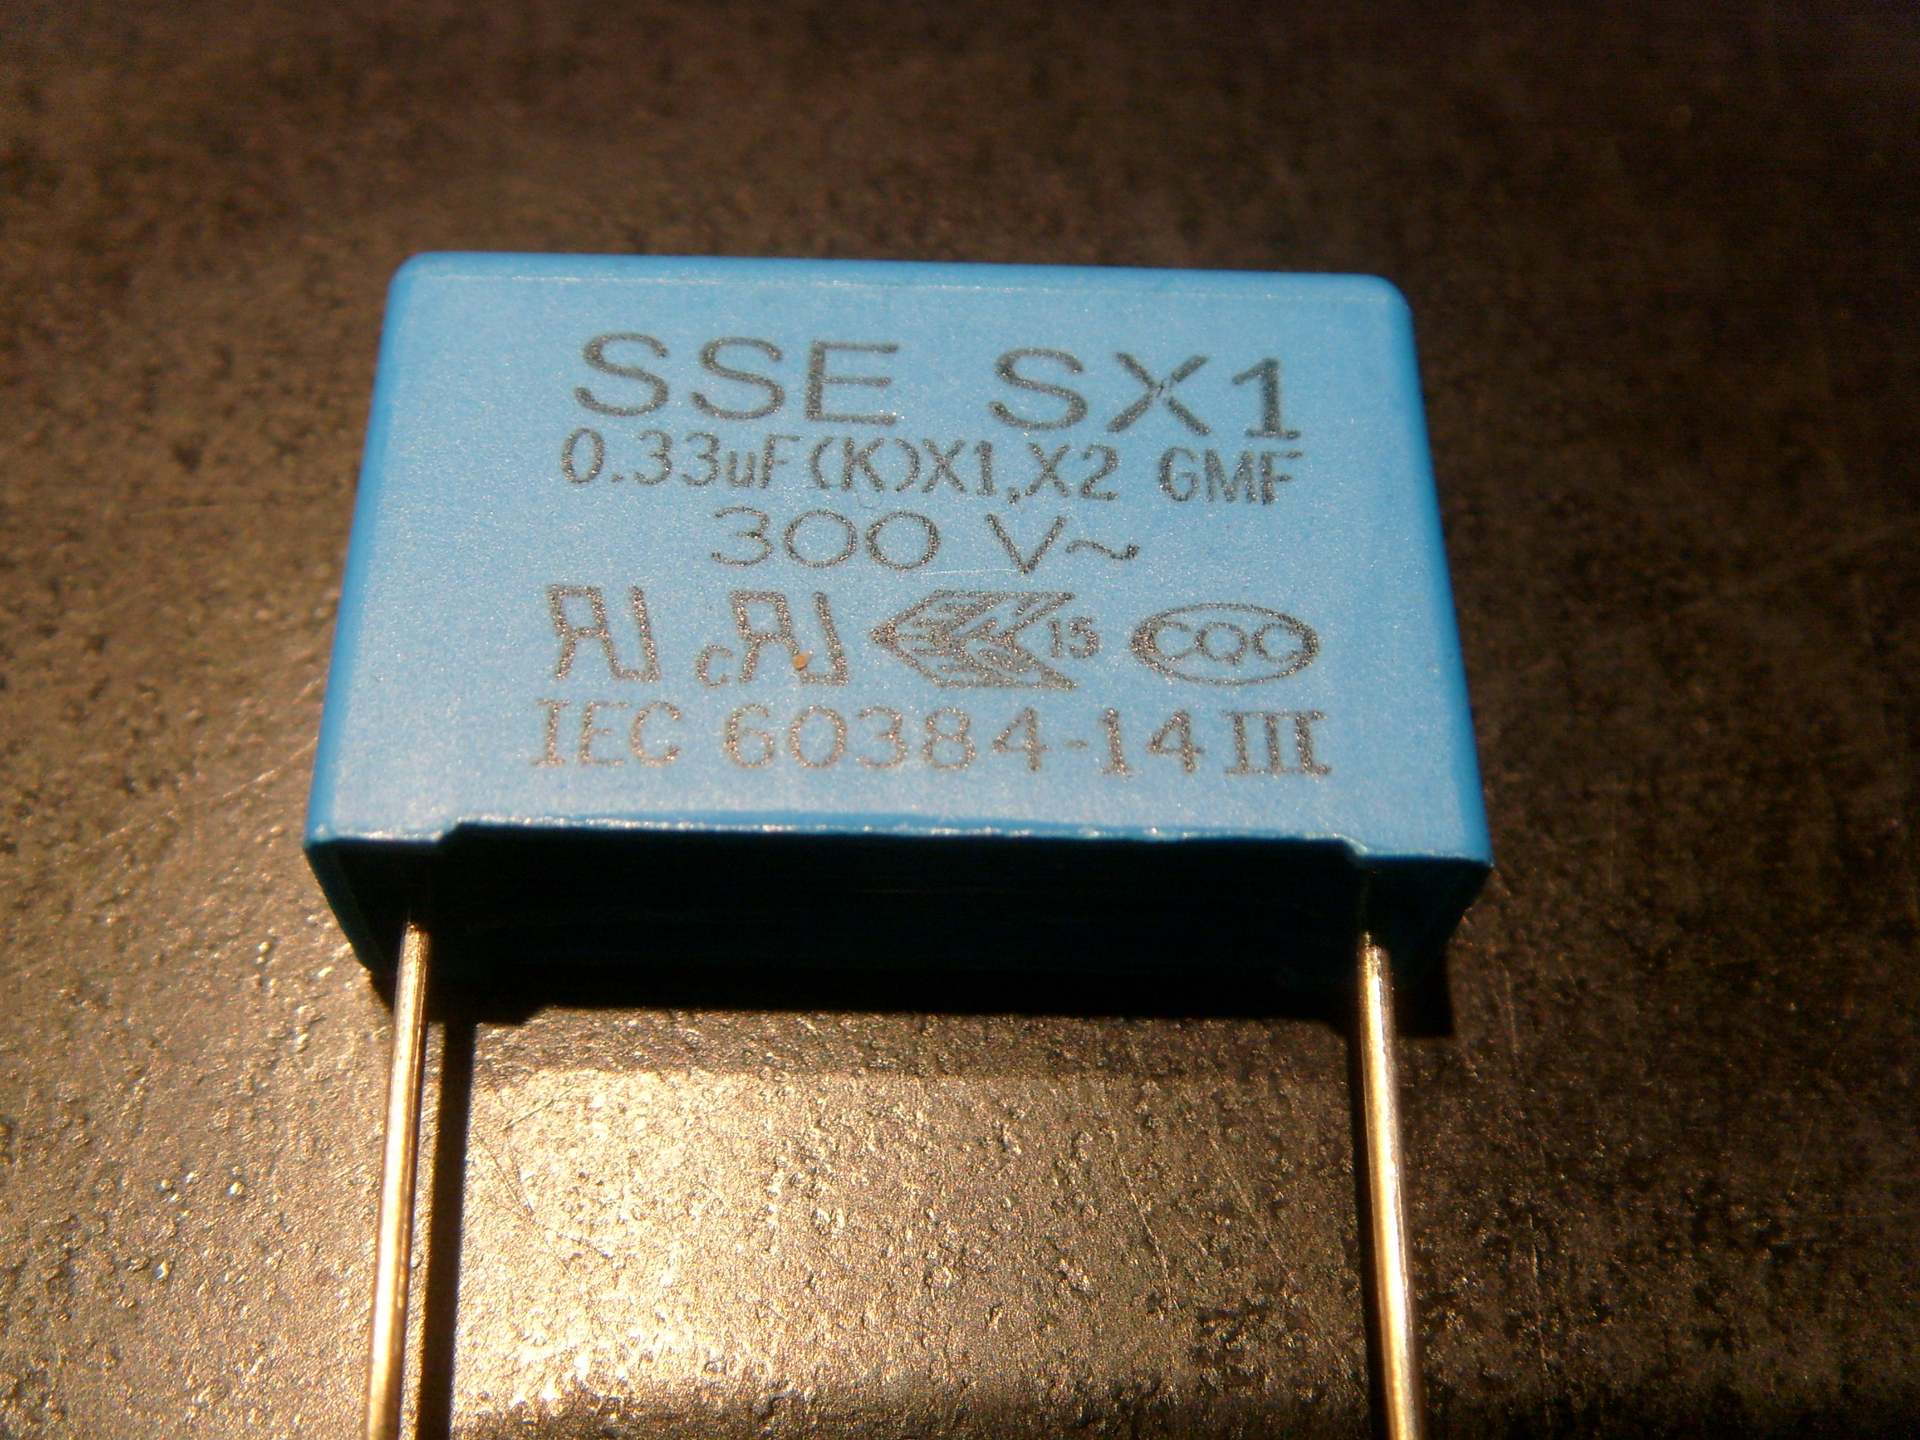 SSE SX1
0.33uF(K)X1,X2 GMF
300 V~
c 15 CQC
IEC 60384-14 III